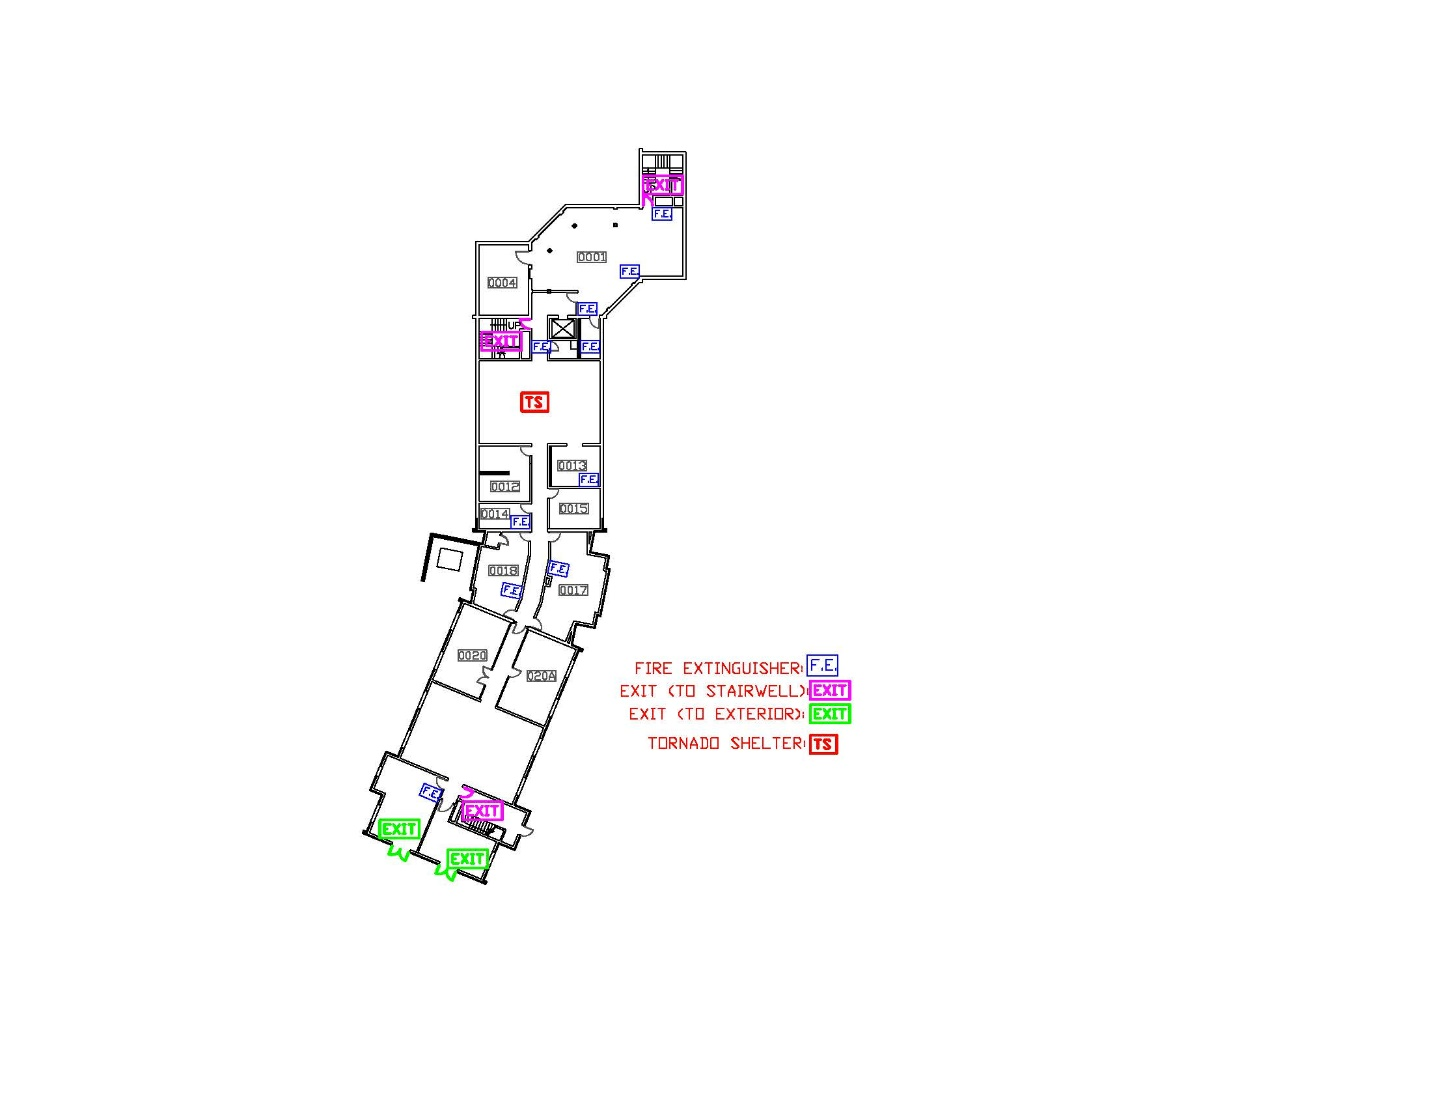 EXIT
F.E.
0001
F.E.
0004
F.E.
UP
EXIT
F.E.
F.E.
TS
0013
F.E.
0012
0015
0014
F.E.
F.E.
0018
0017
F.E.
0020
020A
FIRE EXTINGUISHER: F.E.
EXIT (TO STAIRWELL): EXIT
EXIT (TO EXTERIOR): EXIT
TORNADO SHELTER: TS
F.E.
EXIT
EXIT
EXIT